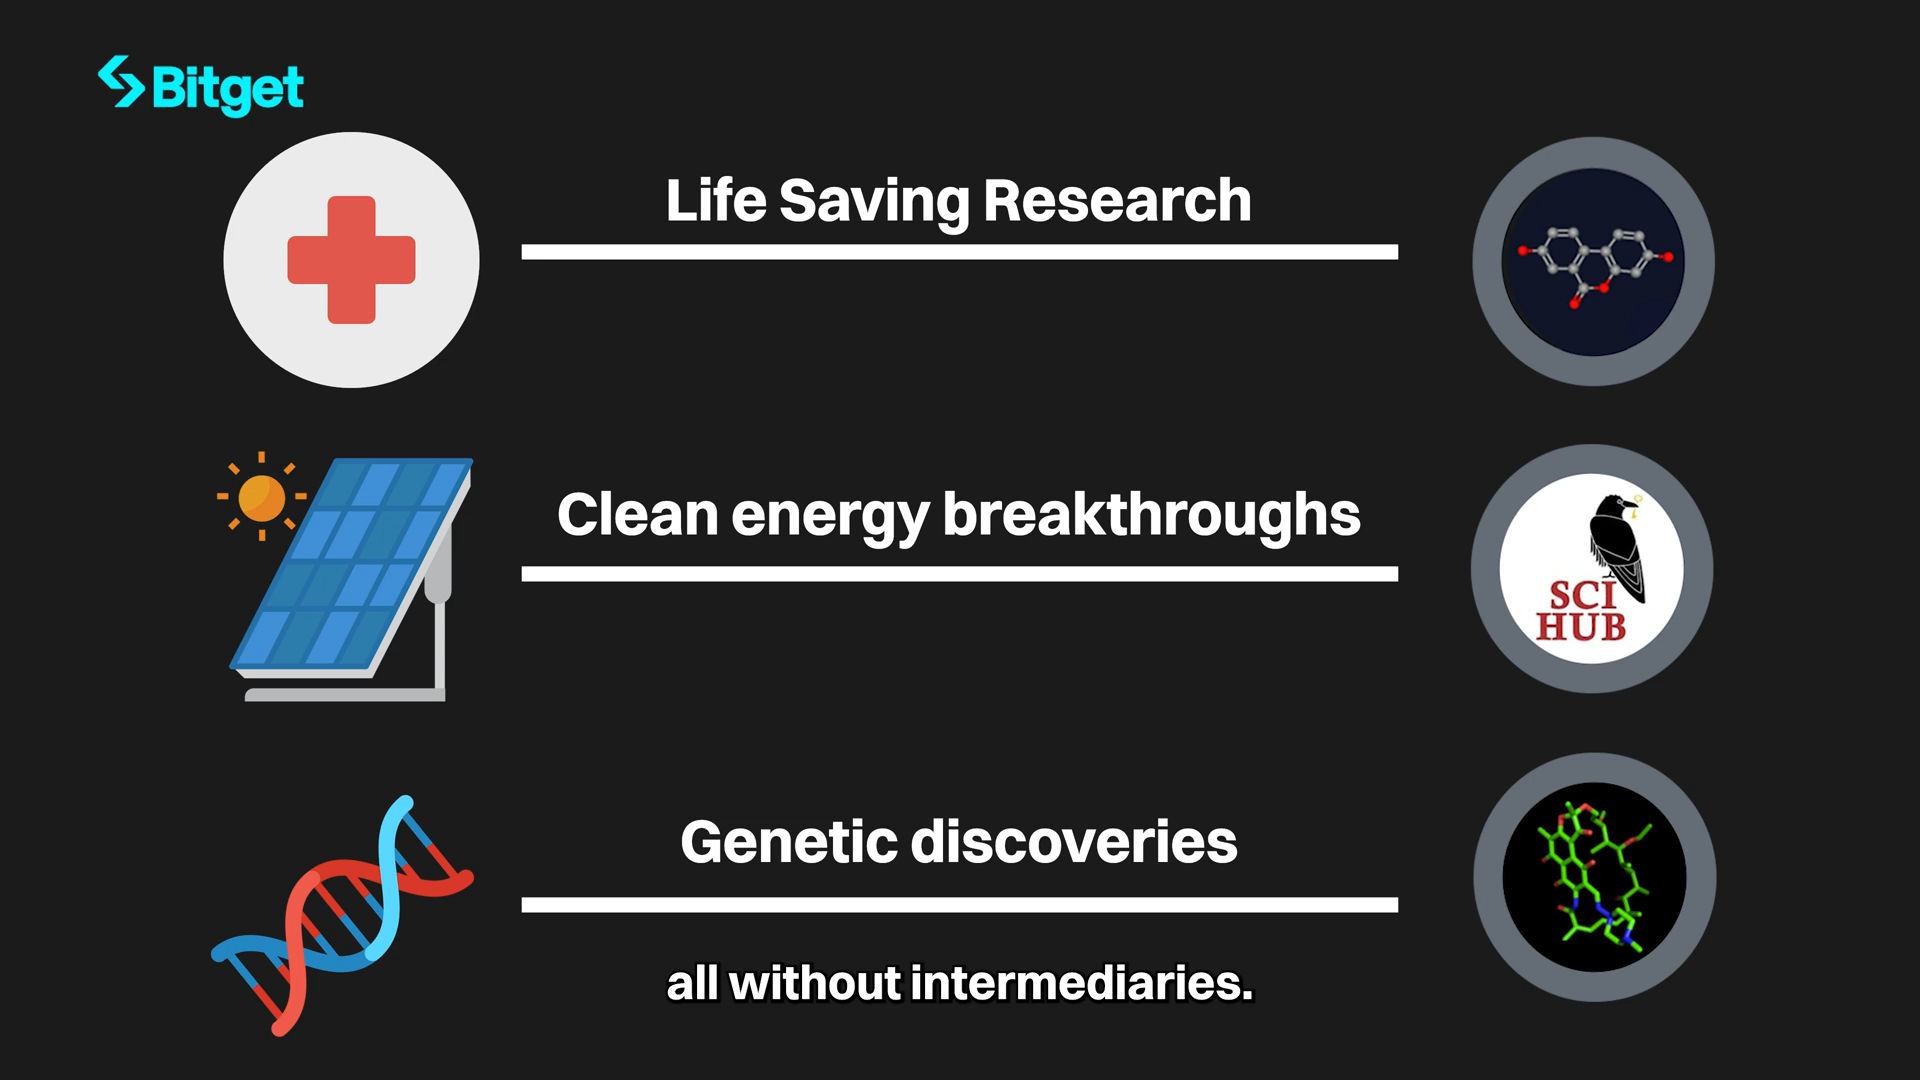 Bitget
Life Saving Research
Clean energy breakthroughs
SCI
HUB
Genetic discoveries
all without intermediaries.